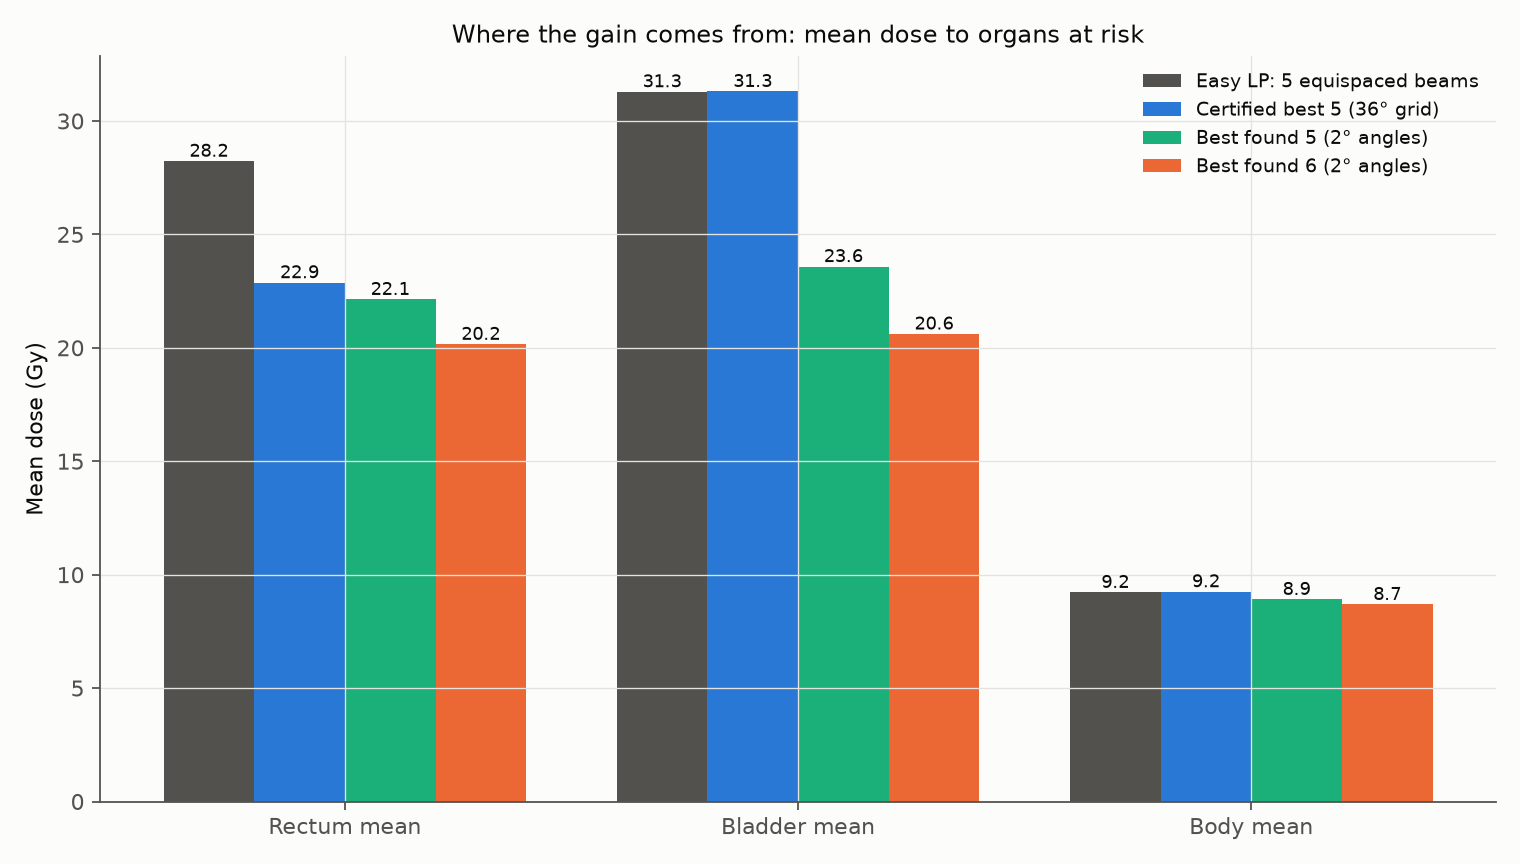 Where the gain comes from: mean dose to organs at risk
Easy LP: 5 equispaced beams
Certified best 5 (36° grid)
Best found 5 (2° angles)
Best found 6 (2° angles)
Mean dose (Gy)
30
25
20
15
10
5
0
28.2
22.9
22.1
20.2
31.3
31.3
23.6
20.6
9.2
9.2
8.9
8.7
Rectum mean
Bladder mean
Body mean